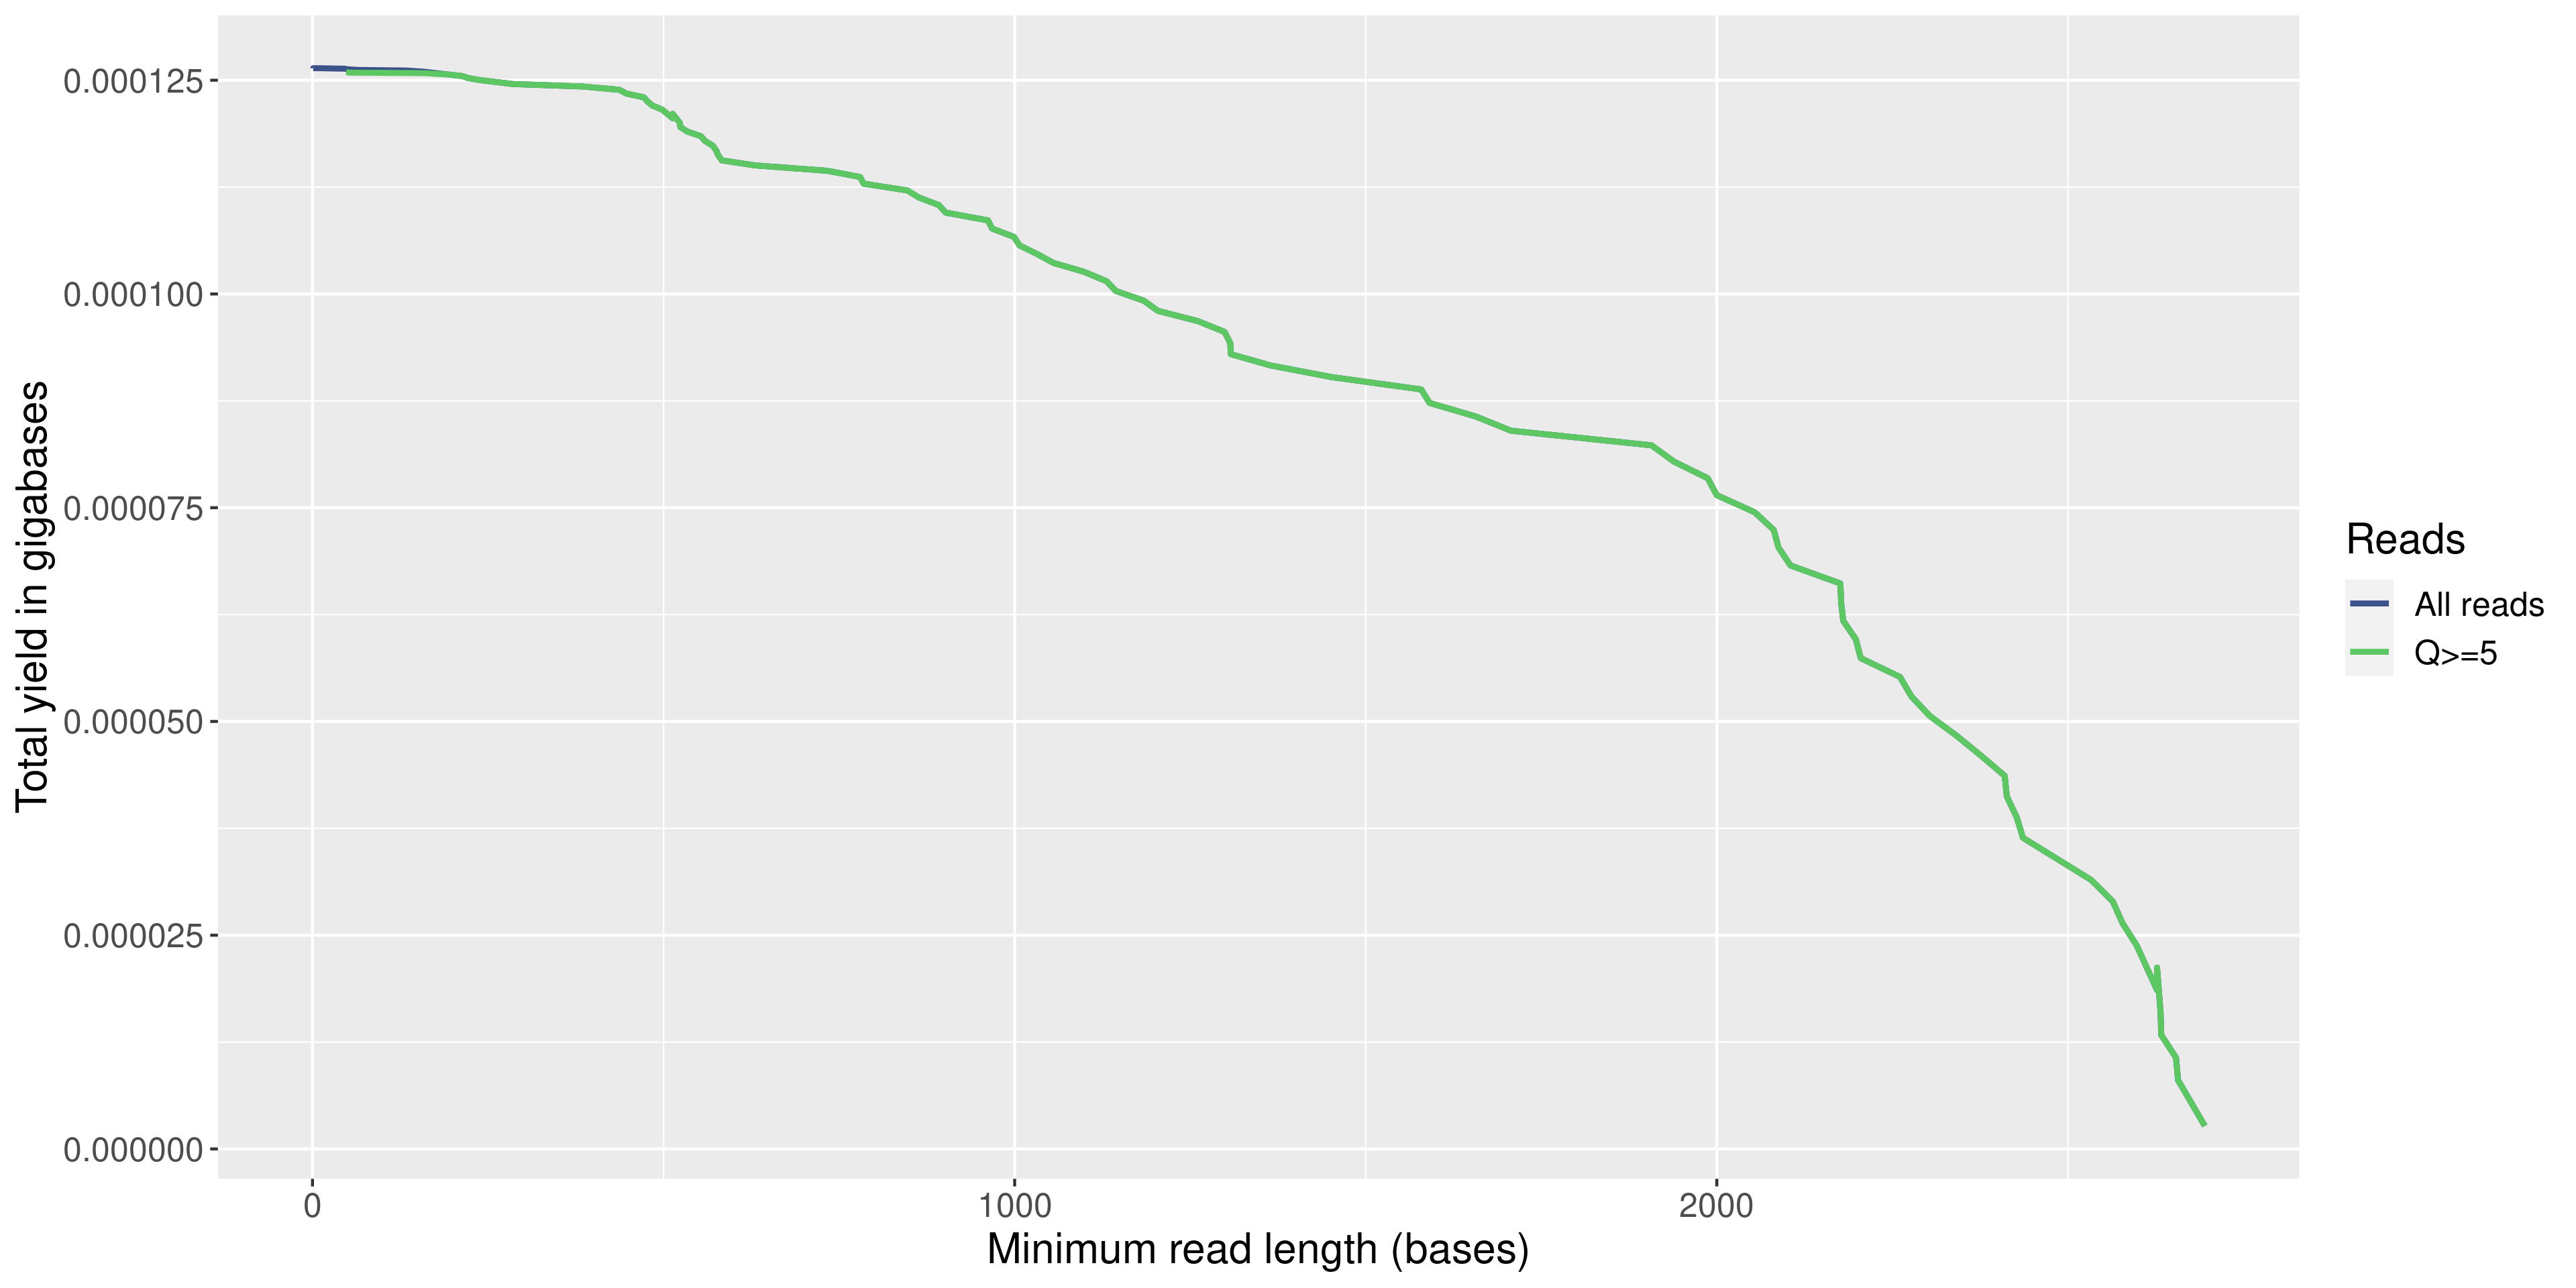 Total yield in gigabases
0.000125
0.000100
0.000075
0.000050
0.000025
0.000000
0
1000
2000
Minimum read length (bases)
Reads
All reads
Q>=5